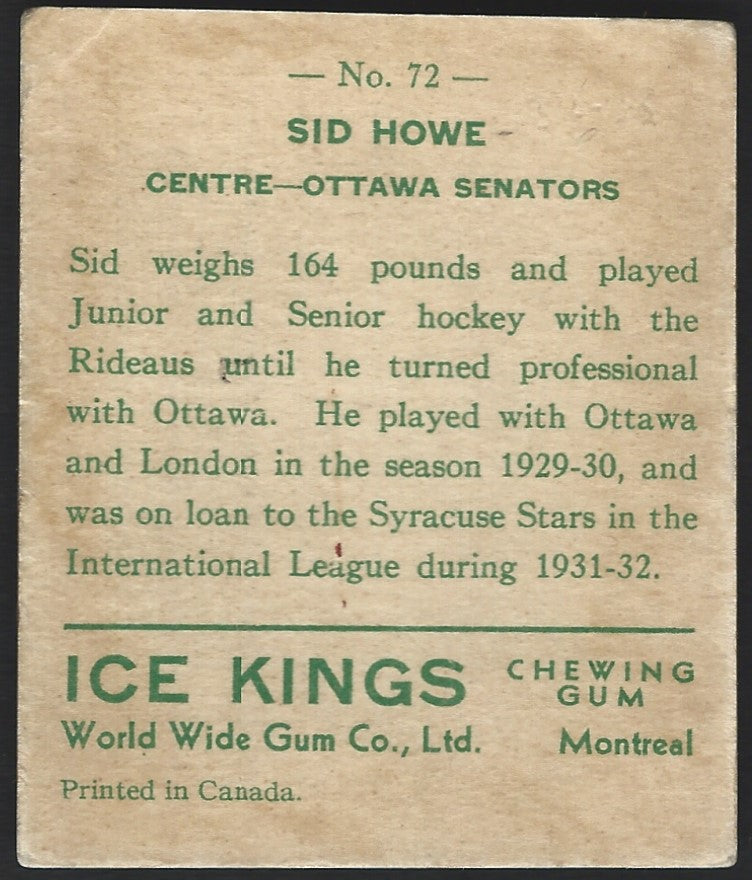 — No. 72 —
SID HOWE
CENTRE—OTTAWA SENATORS
Sid weighs 164 pounds and played
Junior and Senior hockey with the
Rideaus until he turned professional
with Ottawa. He played with Ottawa
and London in the season 1929-30, and
was on loan to the Syracuse Stars in the
International League during 1931-32.
ICE KINGS CHEWING GUM
World Wide Gum Co., Ltd. Montreal
Printed in Canada.